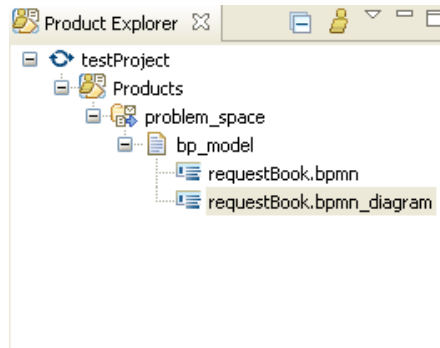 Product Explorer
testProject
Products
problem_space
bp_model
requestBook.bpmn
requestBook.bpmn_diagram